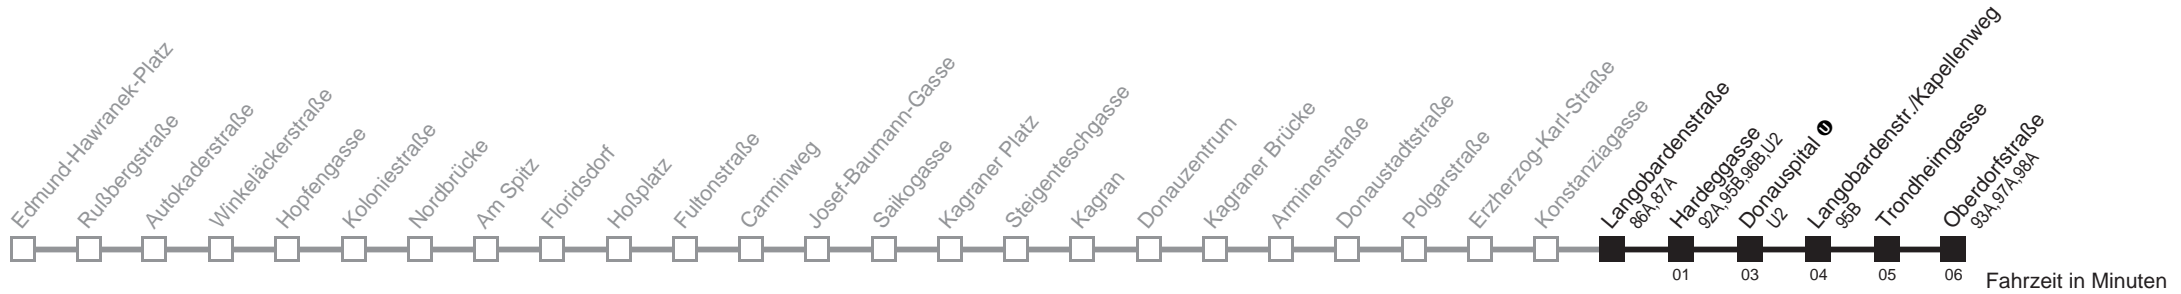 Edmund-Hawranek-Platz
Rußbergstraße
Autokaderstraße
Winkeläckerstraße
Hopfengasse
Koloniestraße
Nordbrücke
Am Spitz
Floridsdorf
Hoßplatz
Fultonstraße
Carminweg
Josef-Baumann-Gasse
Saikogasse
Kagraner Platz
Steigenteschgasse
Kagran
Donauzentrum
Kagraner Brücke
Arminenstraße
Donaustadtstraße
Polgarstraße
Erzherzog-Karl-Straße
Konstanziagasse
Langobardenstraße
86A,87A
Hardeggasse
92A,95B,96B,U2
Donauspital U
U2
Langobardenstr./Kapellenweg
95B
Trondheimgasse
Oberdorfstraße
93A,97A,98A
01
03
04
05
06
Fahrzeit in Minuten